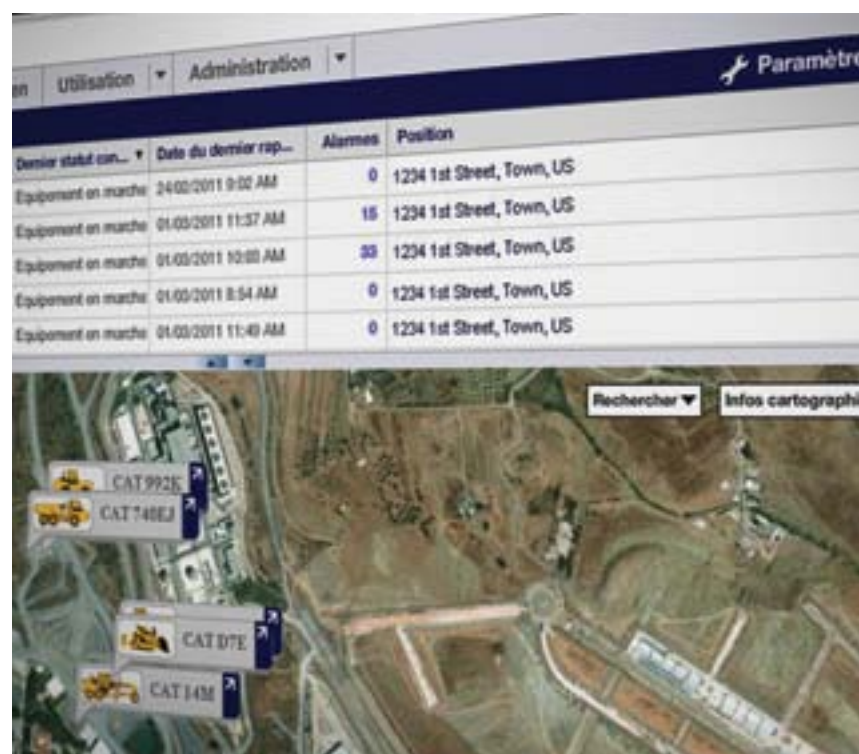 en Utilisation Administration
Paramètre
Dernier statut con... Date du dernier rap... Alarmes Position
Equipement en marche 24/02/2011 9:02 AM 0 1234 1st Street, Town, US
Equipement en marche 01/03/2011 11:57 AM 15 1234 1st Street, Town, US
Equipement en marche 01/03/2011 10:03 AM 33 1234 1st Street, Town, US
Equipement en marche 01/03/2011 8:54 AM 0 1234 1st Street, Town, US
Equipement en marche 01/03/2011 11:49 AM 0 1234 1st Street, Town, US
Rechercher Infos cartographi
CAT 992K
CAT 740EJ
CAT D7E
CAT 14M